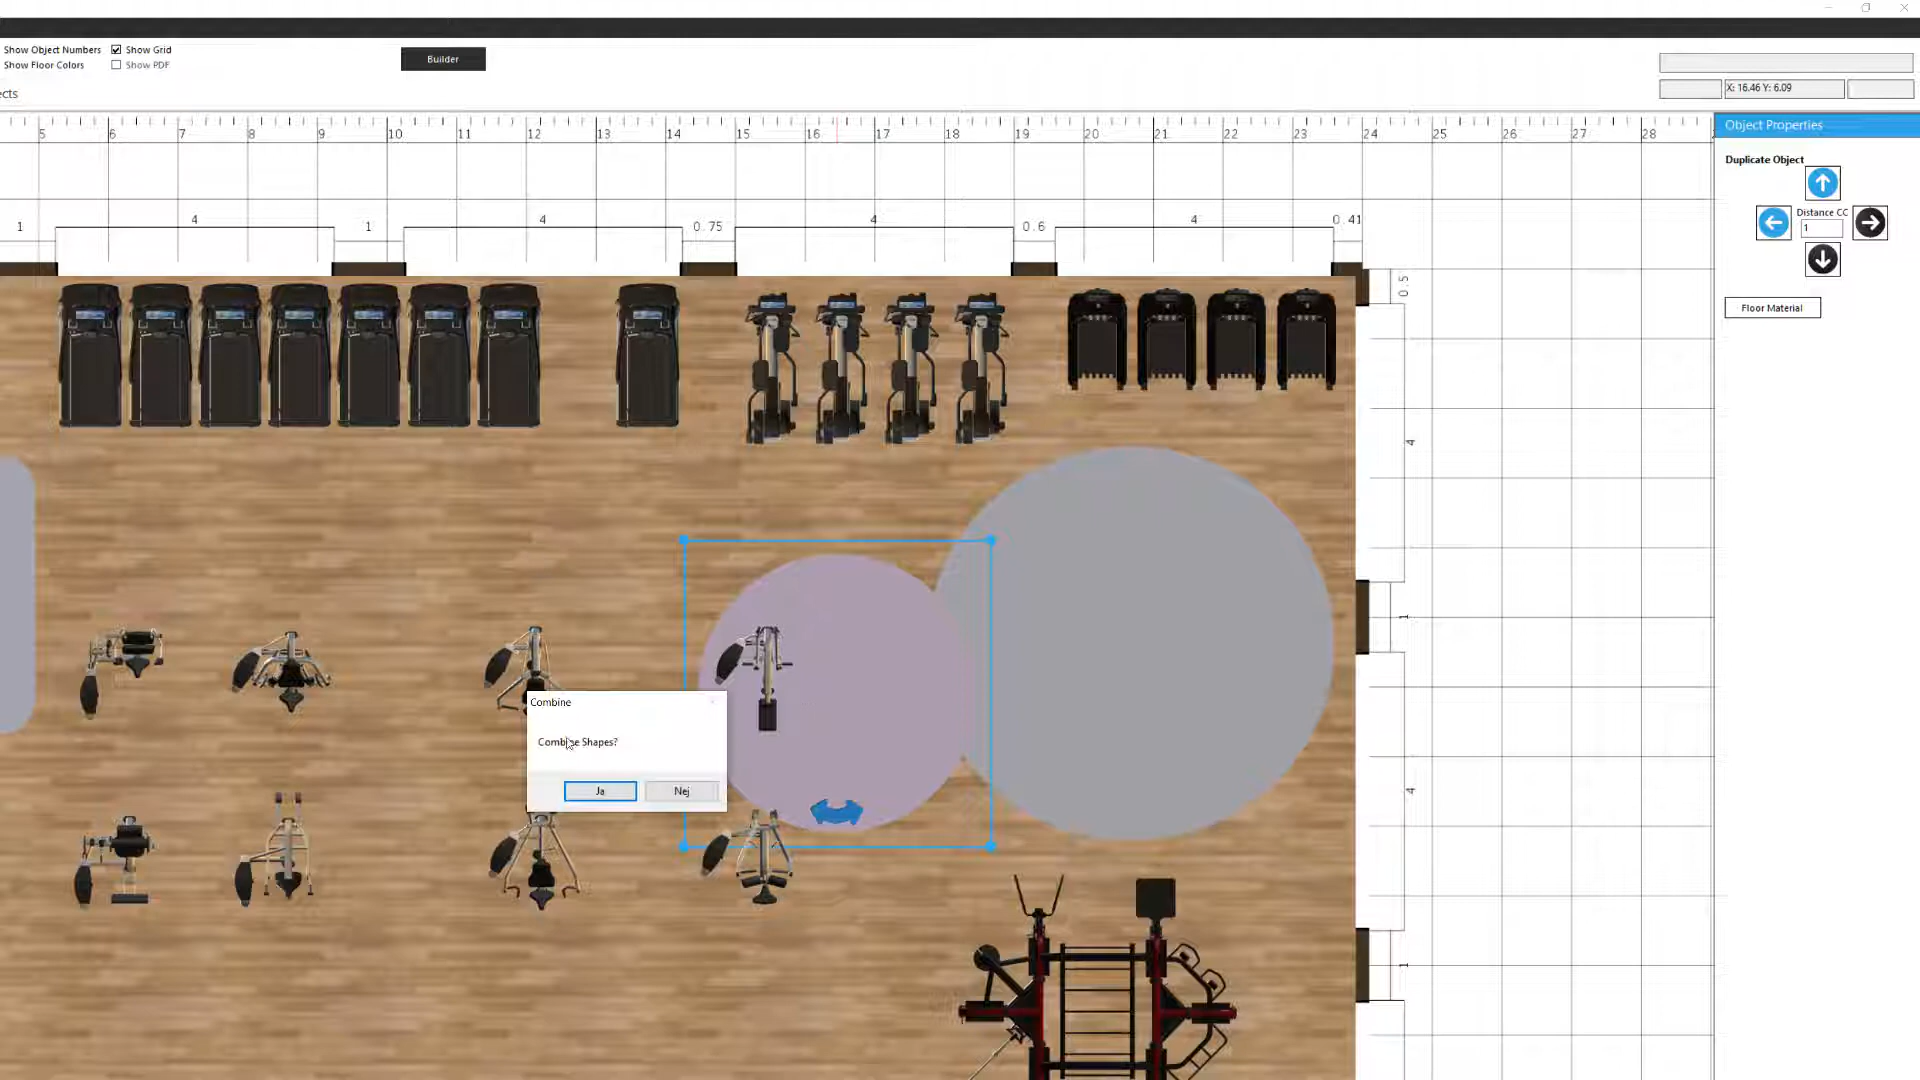 Show Object Numbers
Show Grid
Show Floor Colors
Show PDF
Builder
ects
X: 16.46 Y: 6.09
5 6 7 8 9 10 11 12 13 14 15 16 17 18 19 20 21 22 23 24 25 26 27 28
Object Properties
Duplicate Object
Distance CC
1
Floor Material
1 4 1 4 0.75 4 0.6 4 0.41
0.5
4
1
4
1
Combine
Combine Shapes?
Ja
Nej